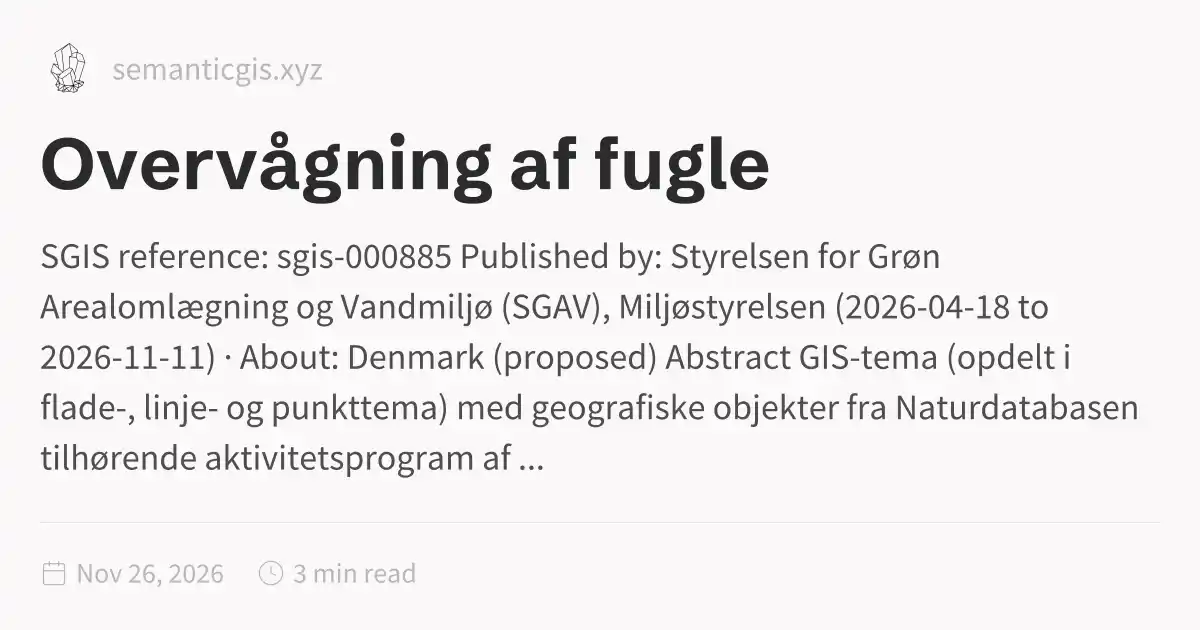 semanticgis.xyz
Overvågning af fugle
SGIS reference: sgis-000885 Published by: Styrelsen for Grøn
Arealomlægning og Vandmiljø (SGAV), Miljøstyrelsen (2026-04-18 to
2026-11-11) · About: Denmark (proposed) Abstract GIS-tema (opdelt i
flade-, linje- og punkttema) med geografiske objekter fra Naturdatabasen
tilhørende aktivitetsprogram af ...
Nov 26, 2026 3 min read